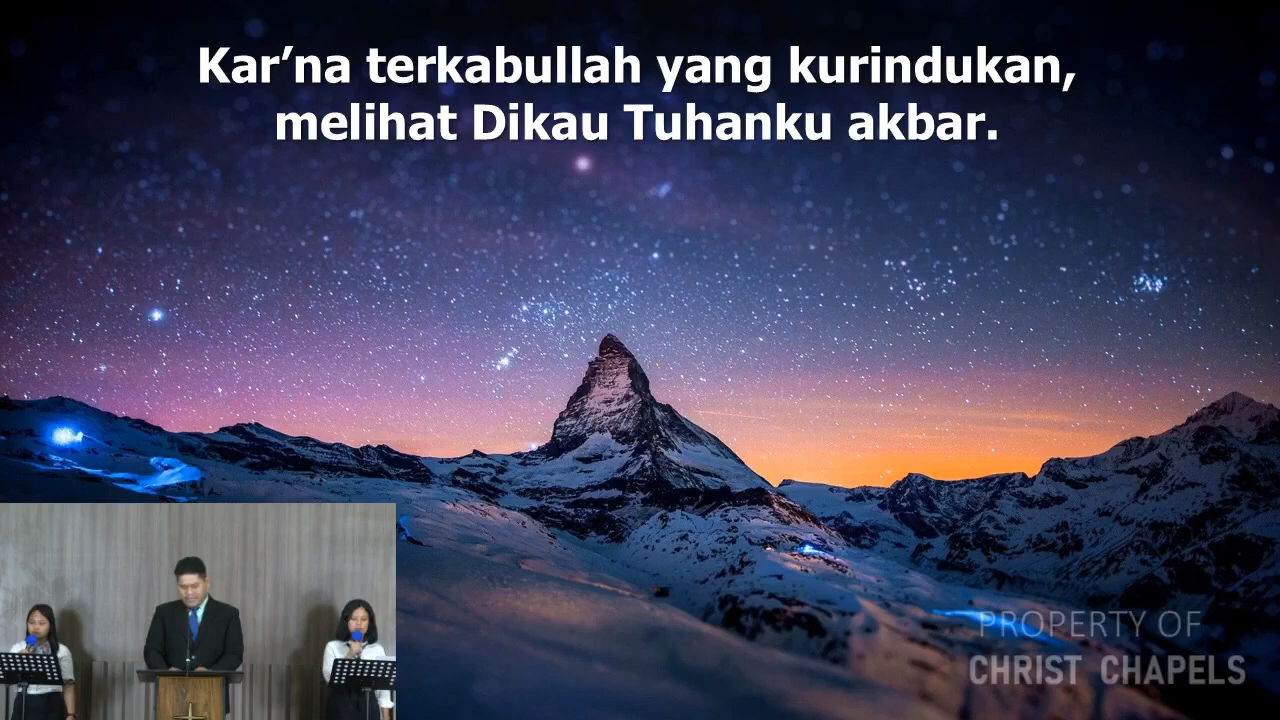 Kar’na terkabullah yang kurindukan,
melihat Dikau Tuhanku akbar.
PROPERTY OF
CHRIST CHAPELS